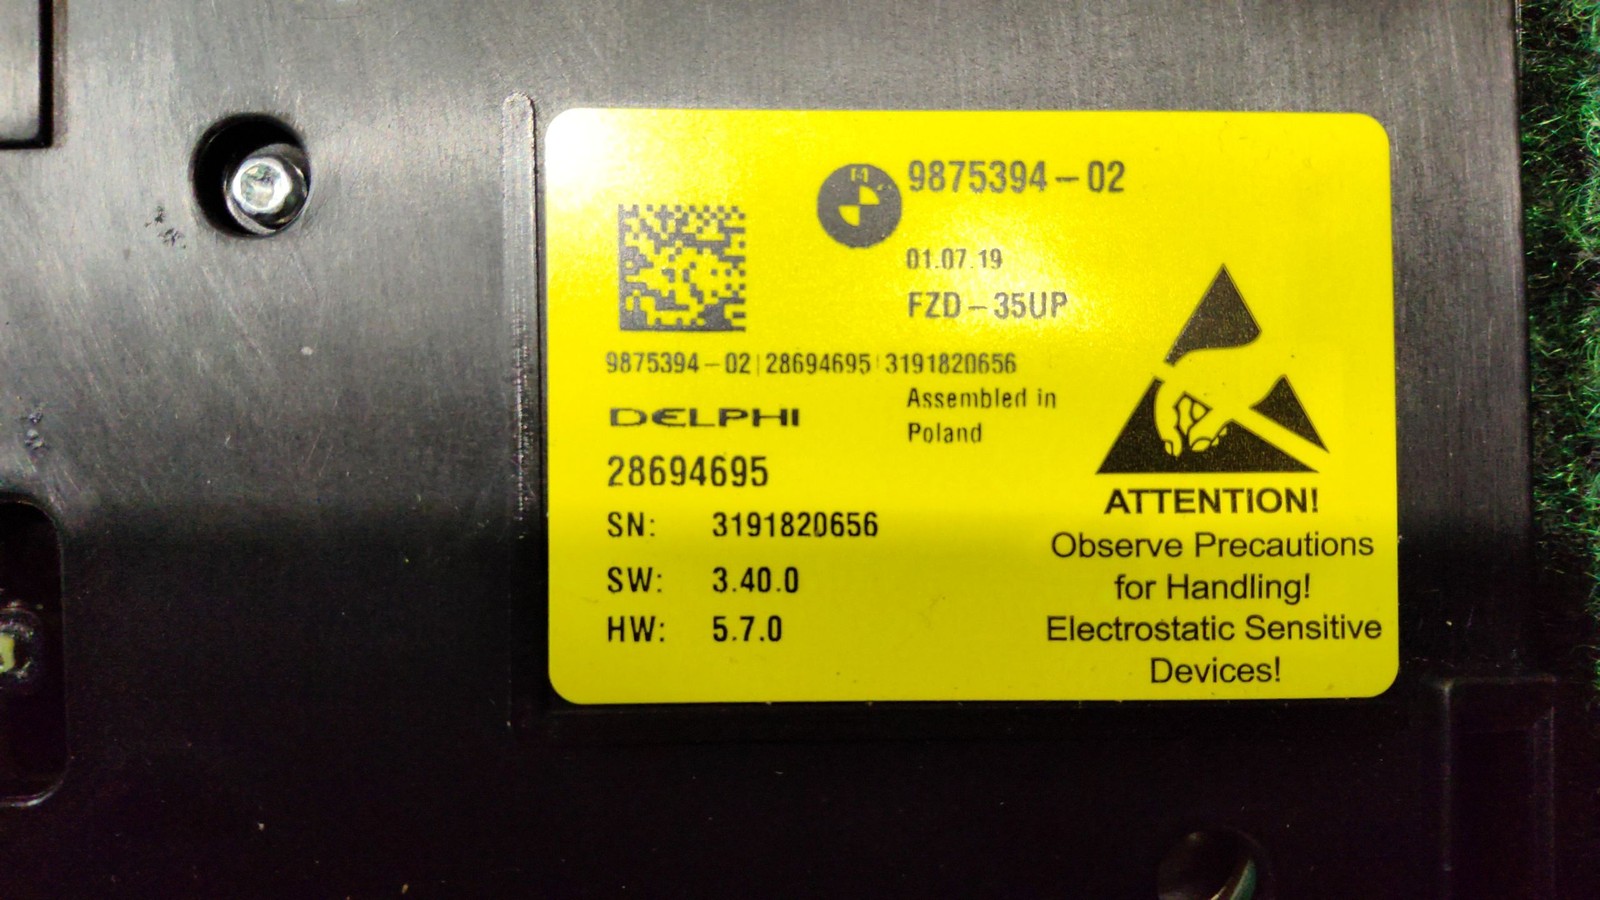 9875394-02
01.07.19
FZD-35UP
9875394-02|28694695|3191820656
DELPHI
Assembled in
Poland
28694695
SN: 3191820656
SW: 3.40.0
HW: 5.7.0
ATTENTION!
Observe Precautions
for Handling!
Electrostatic Sensitive
Devices!